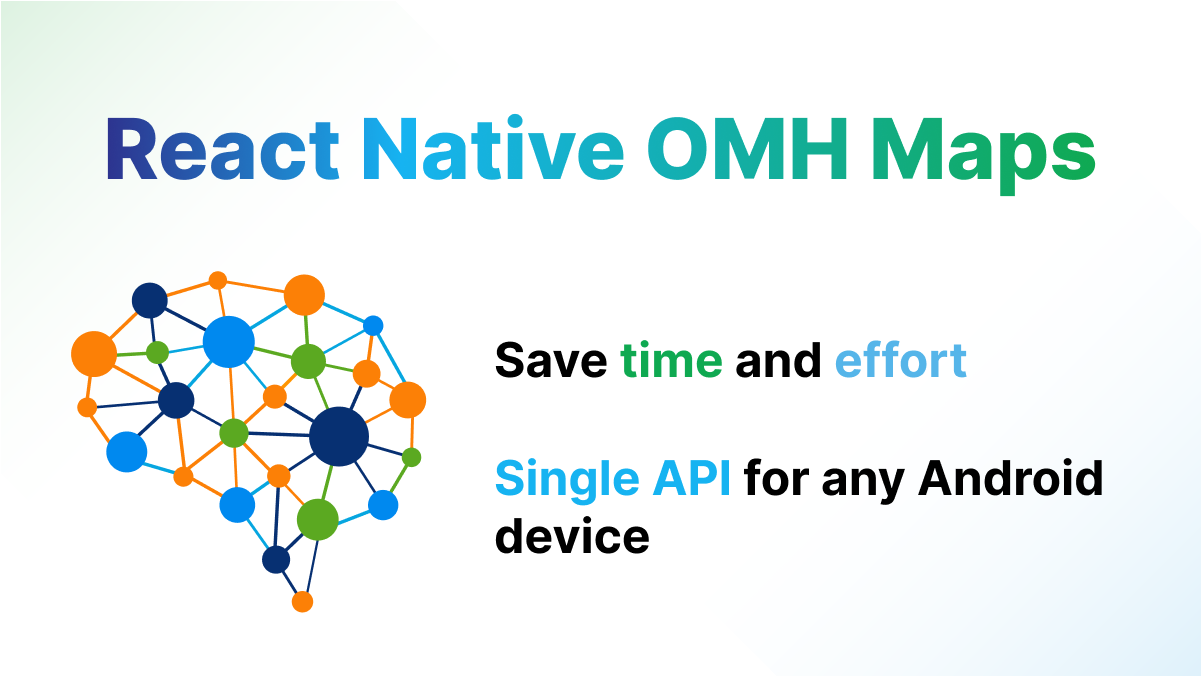 React Native OMH Maps
Save time and effort
Single API for any Android
device